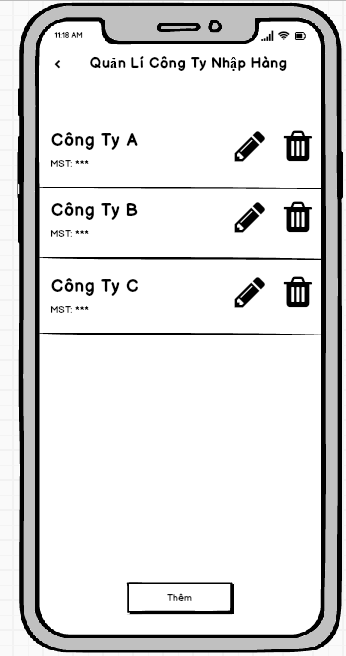 11:18 AM
Quản Lí Công Ty Nhập Hàng
Công Ty A
MST: ***
Công Ty B
MST: ***
Công Ty C
MST: ***
Thêm